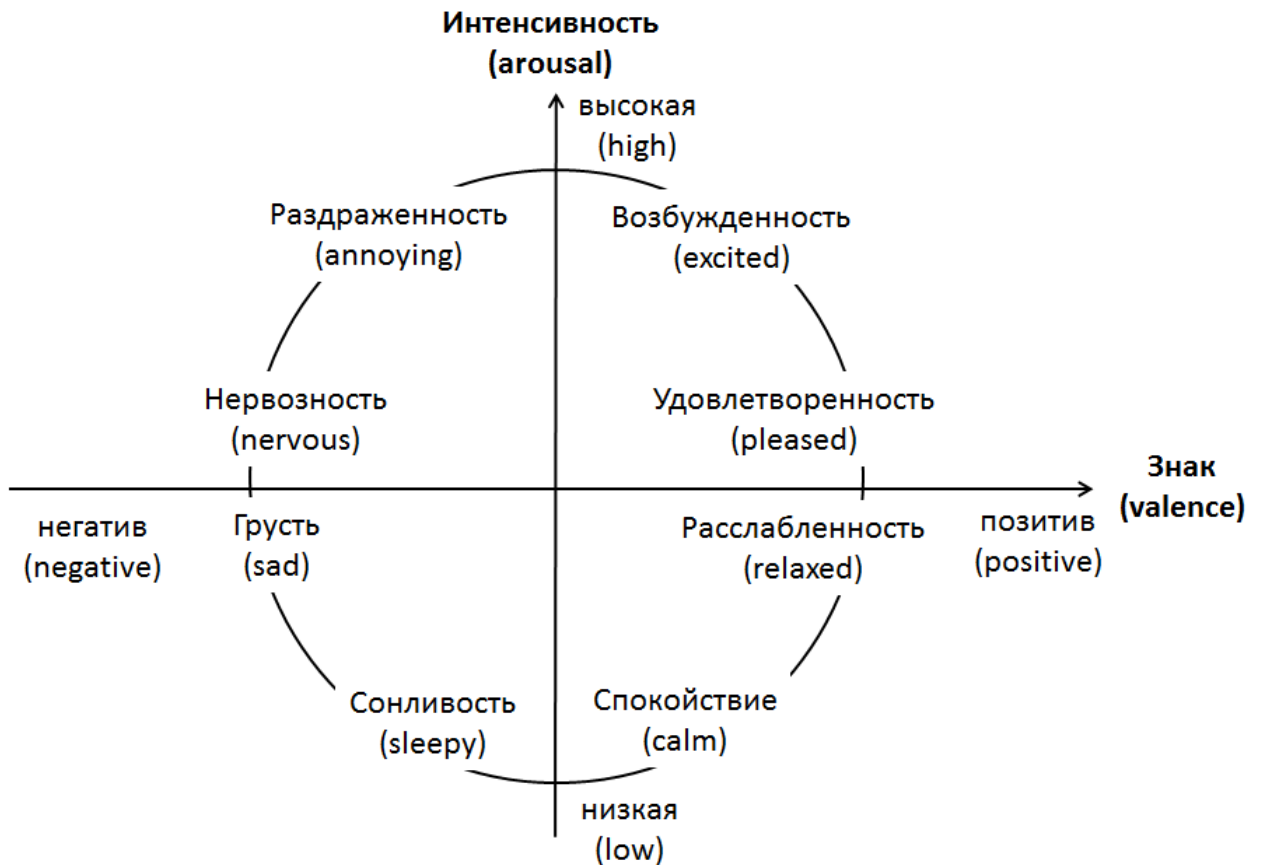 Интенсивность
(arousal)
высокая
(high)
Раздраженность
(annoying)
Возбужденность
(excited)
Нервозность
(nervous)
Удовлетворенность
(pleased)
Знак
(valence)
негатив
(negative)
Грусть
(sad)
Расслабленность
(relaxed)
позитив
(positive)
Сонливость
(sleepy)
Спокойствие
(calm)
низкая
(low)